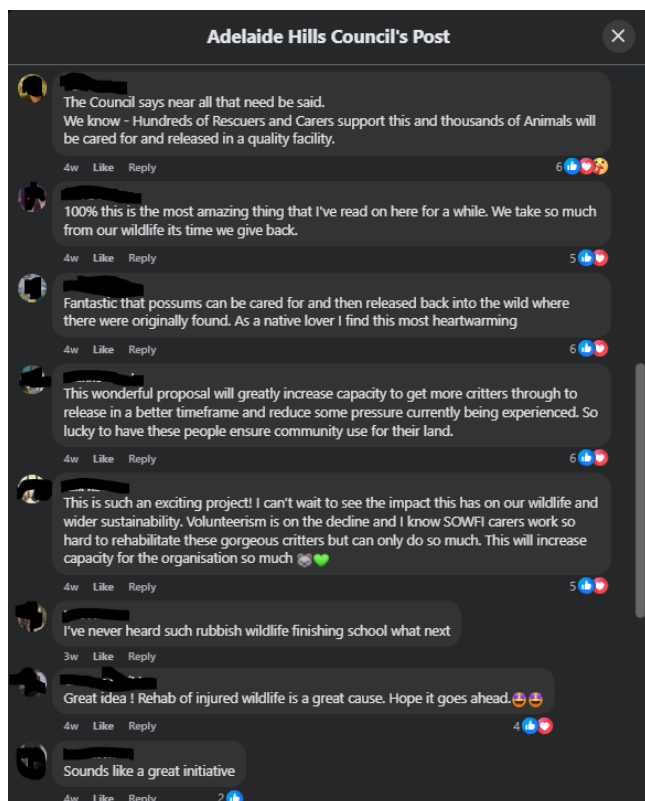 Adelaide Hills Council's Post
The Council says near all that need be said.
We know - Hundreds of Rescuers and Carers support this and thousands of Animals will
be cared for and released in a quality facility.
4w Like Reply 6
100% this is the most amazing thing that I've read on here for a while. We take so much
from our wildlife its time we give back.
4w Like Reply 5
Fantastic that possums can be cared for and then released back into the wild where
there were originally found. As a native lover I find this most heartwarming
4w Like Reply 6
This wonderful proposal will greatly increase capacity to get more critters through to
release in a better timeframe and reduce some pressure currently being experienced. So
lucky to have these people ensure community use for their land.
4w Like Reply 6
This is such an exciting project! I can't wait to see the impact this has on our wildlife and
wider sustainability. Volunteerism is on the decline and I know SOWFI carers work so
hard to rehabilitate these gorgeous critters but can only do so much. This will increase
capacity for the organisation so much 🐨💚
4w Like Reply 5
I've never heard such rubbish wildlife finishing school what next
3w Like Reply
Great idea ! Rehab of injured wildlife is a great cause. Hope it goes ahead.🤩🤩
4w Like Reply 4
Sounds like a great initiative
4w Like Reply 2